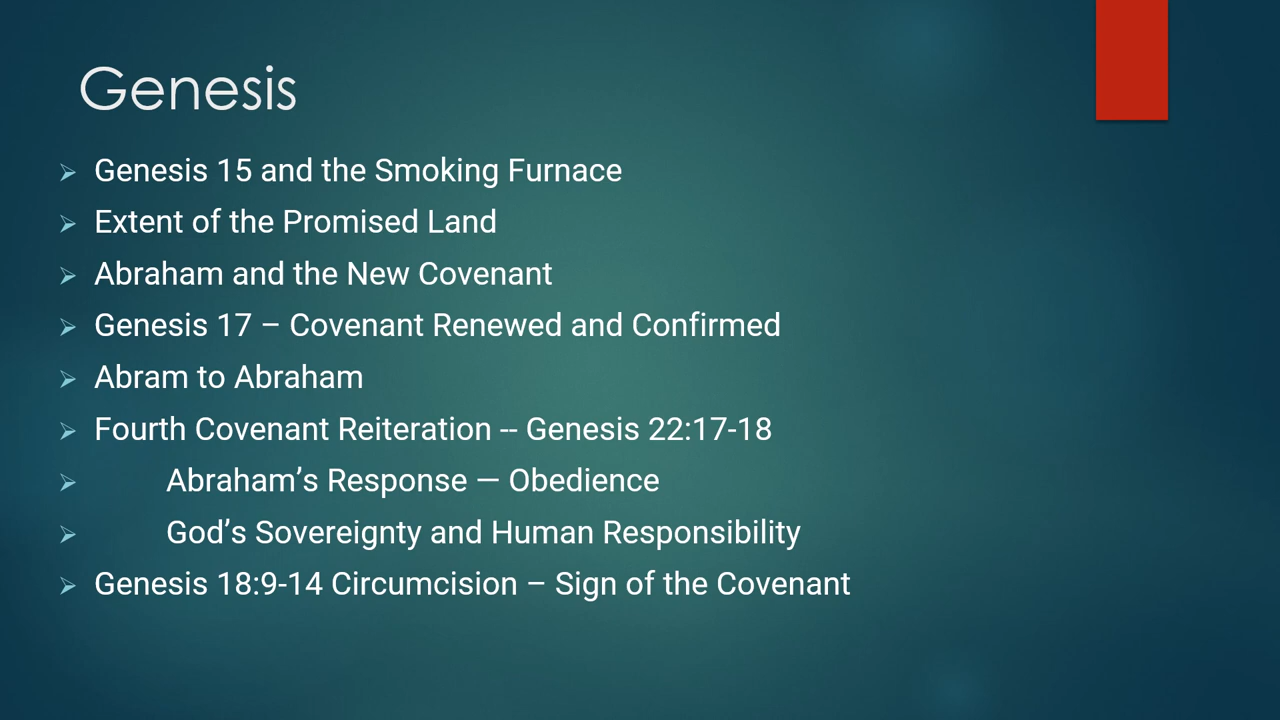 Genesis
Genesis 15 and the Smoking Furnace
Extent of the Promised Land
Abraham and the New Covenant
Genesis 17 – Covenant Renewed and Confirmed
Abram to Abraham
Fourth Covenant Reiteration -- Genesis 22:17-18
Abraham’s Response — Obedience
God’s Sovereignty and Human Responsibility
Genesis 18:9-14 Circumcision – Sign of the Covenant